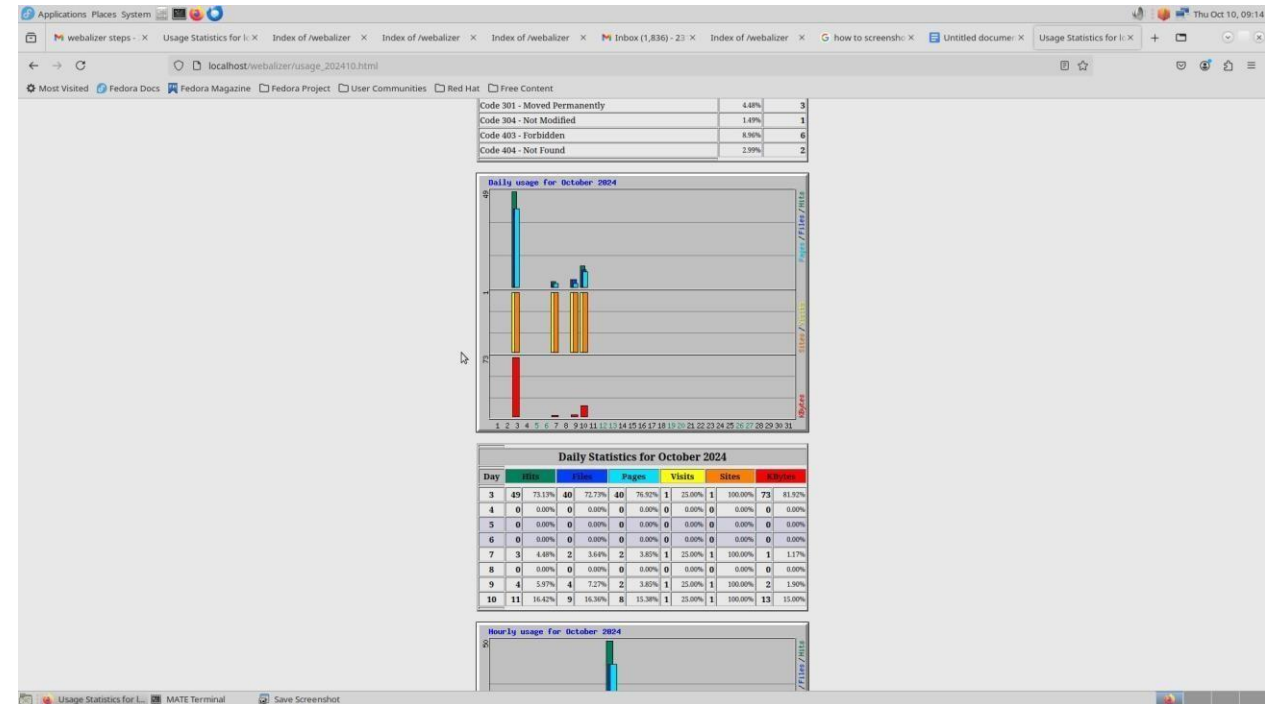 Applications Places System Thu Oct 10, 09:14
webalizer steps - Usage Statistics for lc Index of /webalizer Index of /webalizer Index of /webalizer Inbox (1,836) - 23 Index of /webalizer how to screensho Untitled documen Usage Statistics for lc
localhost/webalizer/usage_202410.html
Most Visited Fedora Docs Fedora Magazine Fedora Project User Communities Red Hat Free Content
Code 301 - Moved Permanently 4.48% 3
Code 304 - Not Modified 1.49% 1
Code 403 - Forbidden 8.96% 6
Code 404 - Not Found 2.99% 2
Daily usage for October 2024
49
Pages/Files/Hits
1
Sites/Visits
73
KBytes
1 2 3 4 5 6 7 8 9 10 11 12 13 14 15 16 17 18 19 20 21 22 23 24 25 26 27 28 29 30 31
Daily Statistics for October 2024
Day Hits Files Pages Visits Sites KBytes
3 49 73.13% 40 72.73% 40 76.92% 1 25.00% 1 100.00% 73 81.92%
4 0 0.00% 0 0.00% 0 0.00% 0 0.00% 0 0.00% 0 0.00%
5 0 0.00% 0 0.00% 0 0.00% 0 0.00% 0 0.00% 0 0.00%
6 0 0.00% 0 0.00% 0 0.00% 0 0.00% 0 0.00% 0 0.00%
7 3 4.48% 2 3.64% 2 3.85% 1 25.00% 1 100.00% 1 1.17%
8 0 0.00% 0 0.00% 0 0.00% 0 0.00% 0 0.00% 0 0.00%
9 4 5.97% 4 7.27% 2 3.85% 1 25.00% 1 100.00% 2 1.90%
10 11 16.42% 9 16.36% 8 15.38% 1 25.00% 1 100.00% 13 15.00%
Hourly usage for October 2024
50
/Files/Hits
Usage Statistics for l... MATE Terminal Save Screenshot